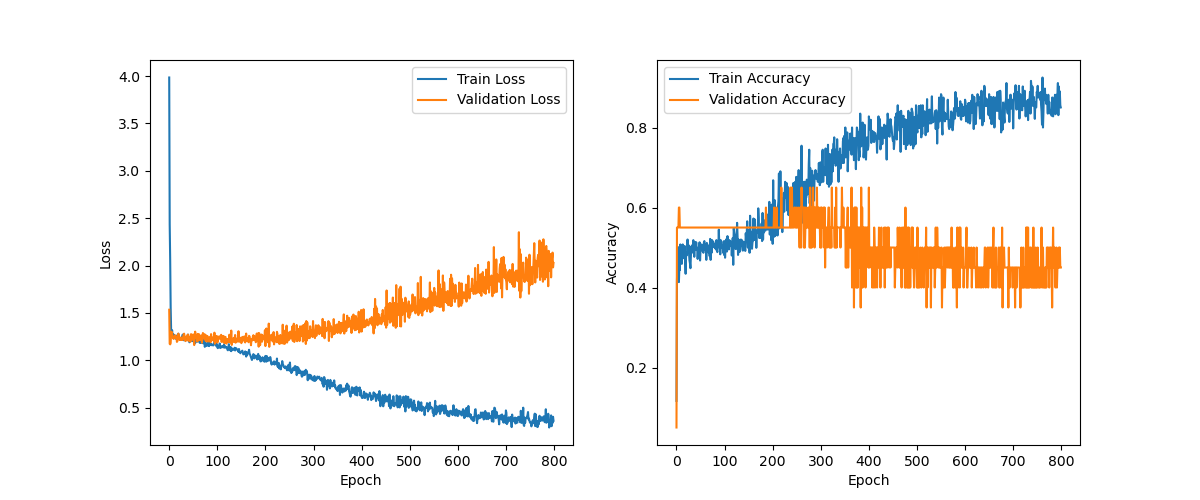 4.0
3.5
3.0
2.5
2.0
1.5
1.0
0.5
Loss
Train Loss
Validation Loss
0 100 200 300 400 500 600 700 800
Epoch
0.8
0.6
0.4
0.2
Accuracy
Train Accuracy
Validation Accuracy
0 100 200 300 400 500 600 700 800
Epoch